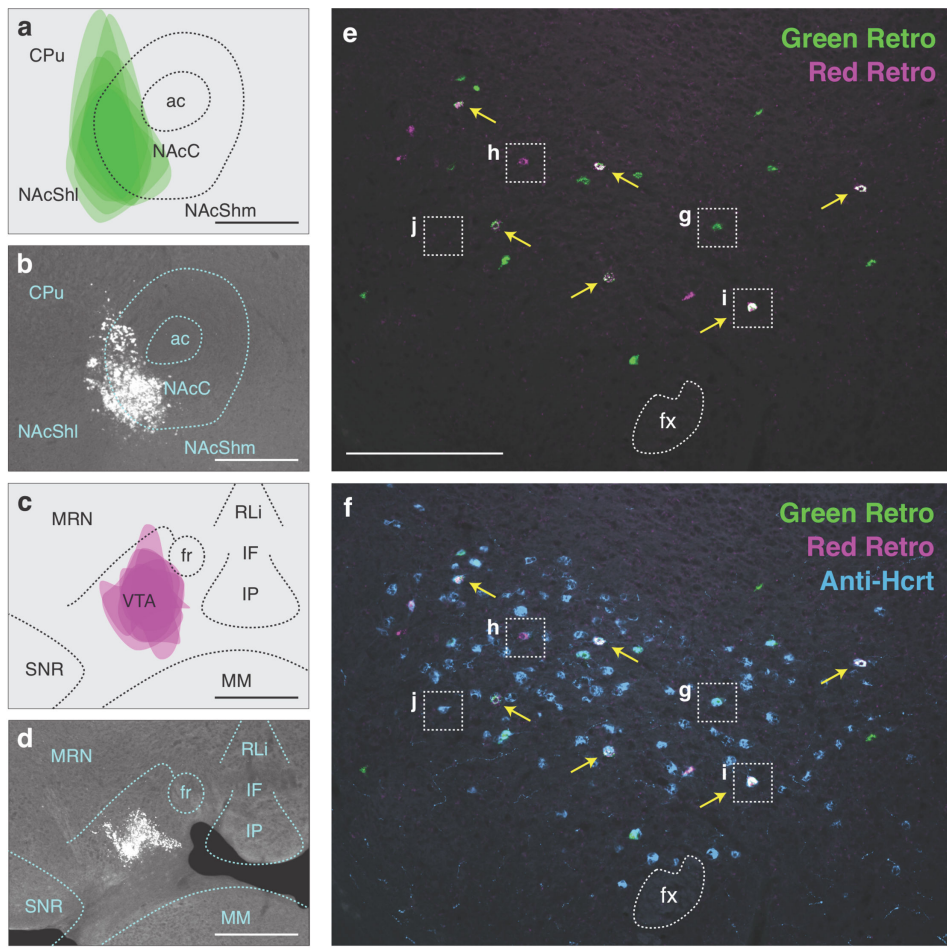 a
CPu
ac
NAcC
NAcShl
NAcShm
b
CPu
ac
NAcC
NAcShl
NAcShm
c
MRN
RLi
fr
IF
VTA
IP
SNR
MM
d
MRN
RLi
fr
IF
IP
SNR
MM
e
Green Retro
Red Retro
h
j
g
i
fx
f
Green Retro
Red Retro
Anti-Hcrt
h
j
g
i
fx